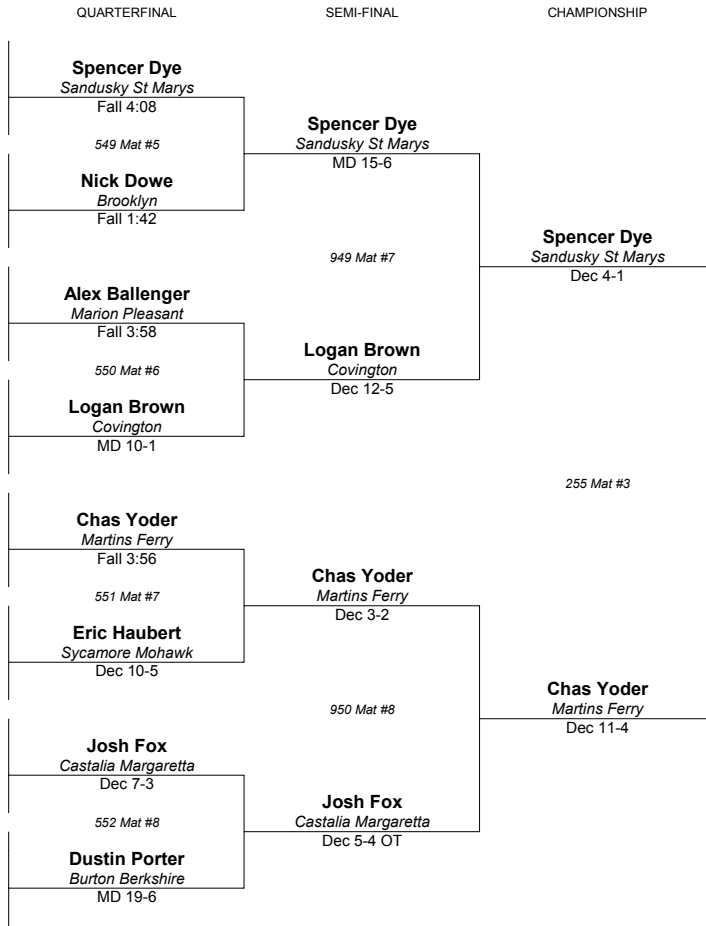 QUARTERFINAL SEMI-FINAL CHAMPIONSHIP
Spencer Dye
Sandusky St Marys
Fall 4:08
549 Mat #5
Nick Dowe
Brooklyn
Fall 1:42
Alex Ballenger
Marion Pleasant
Fall 3:58
550 Mat #6
Logan Brown
Covington
MD 10-1
Chas Yoder
Martins Ferry
Fall 3:56
551 Mat #7
Eric Haubert
Sycamore Mohawk
Dec 10-5
Josh Fox
Castalia Margaretta
Dec 7-3
552 Mat #8
Dustin Porter
Burton Berkshire
MD 19-6
Spencer Dye
Sandusky St Marys
MD 15-6
949 Mat #7
Logan Brown
Covington
Dec 12-5
Chas Yoder
Martins Ferry
Dec 3-2
950 Mat #8
Josh Fox
Castalia Margaretta
Dec 5-4 OT
Spencer Dye
Sandusky St Marys
Dec 4-1
255 Mat #3
Chas Yoder
Martins Ferry
Dec 11-4